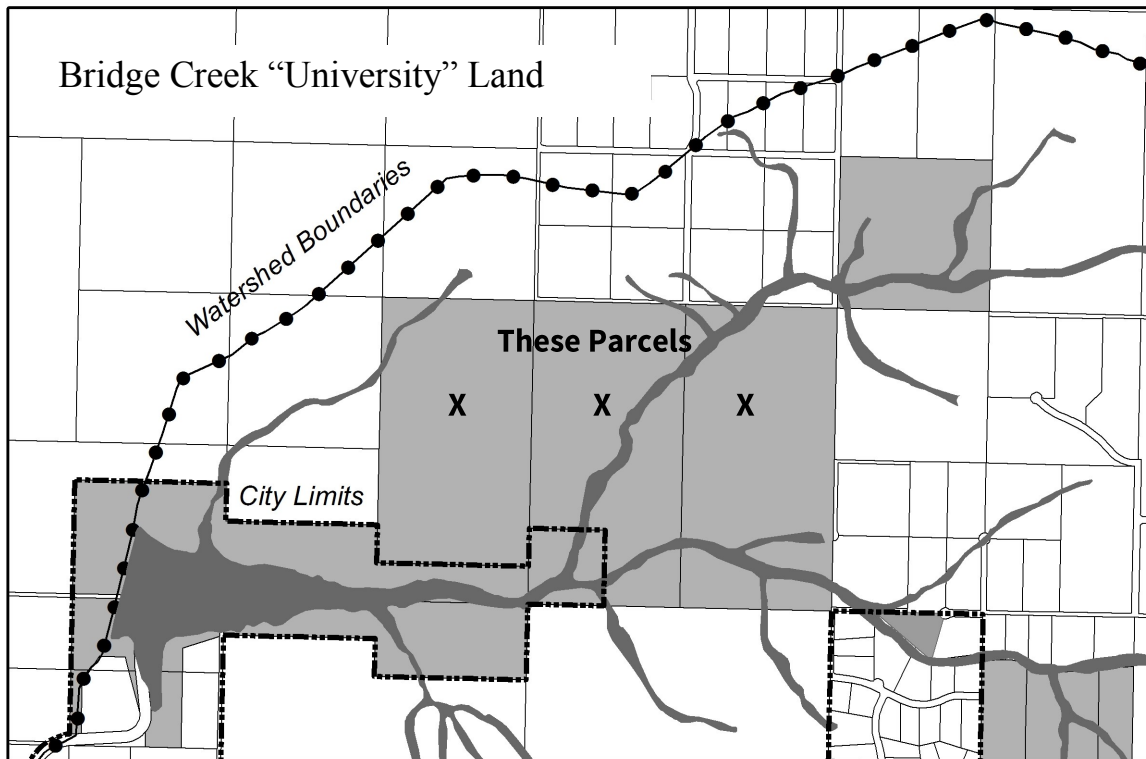 Bridge Creek “University” Land
Watershed Boundaries
These Parcels
X X X
City Limits